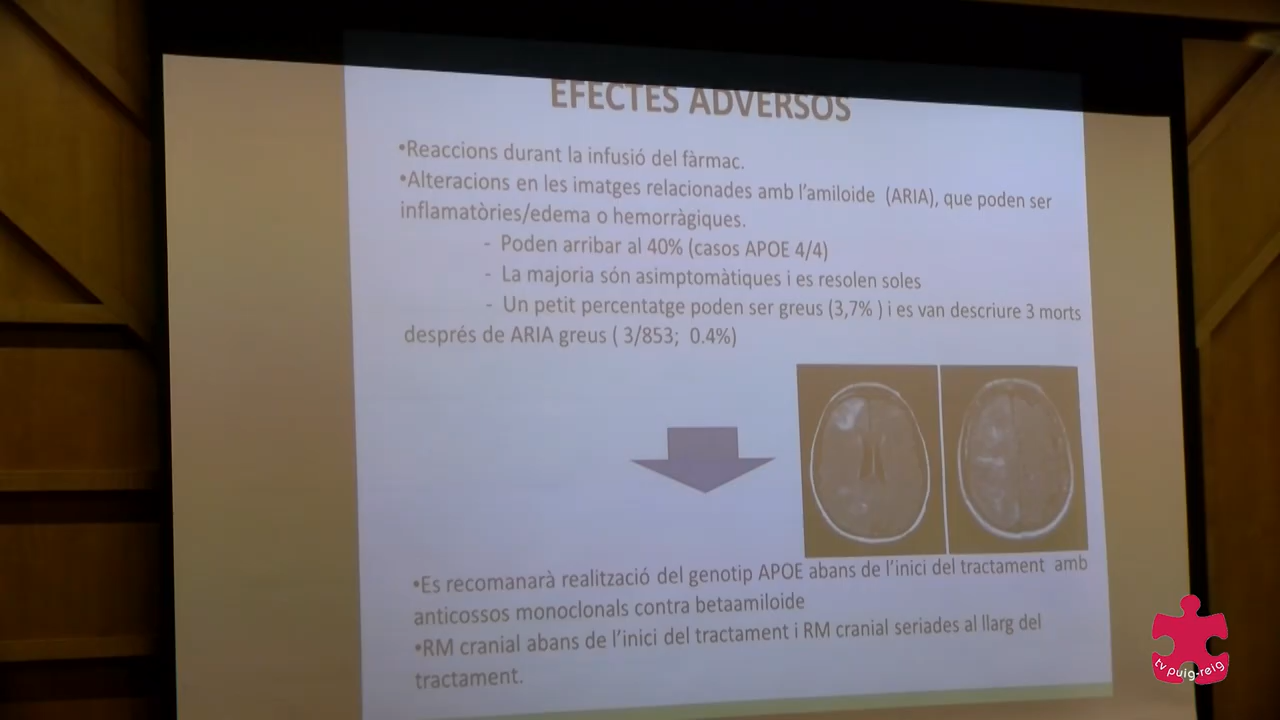 EFECTES ADVERSOS
•Reaccions durant la infusió del fàrmac.
•Alteracions en les imatges relacionades amb l'amiloide (ARIA), que poden ser
inflamatòries/edema o hemorràgiques.
- Poden arribar al 40% (casos APOE 4/4)
- La majoria són asimptomàtiques i es resolen soles
- Un petit percentatge poden ser greus (3,7% ) i es van descriure 3 morts
després de ARIA greus ( 3/853; 0.4%)
•Es recomanarà realització del genotip APOE abans de l'inici del tractament amb
anticossos monoclonals contra betaamiloide
•RM cranial abans de l'inici del tractament i RM cranial seriades al llarg del
tractament.
tv puig-reig